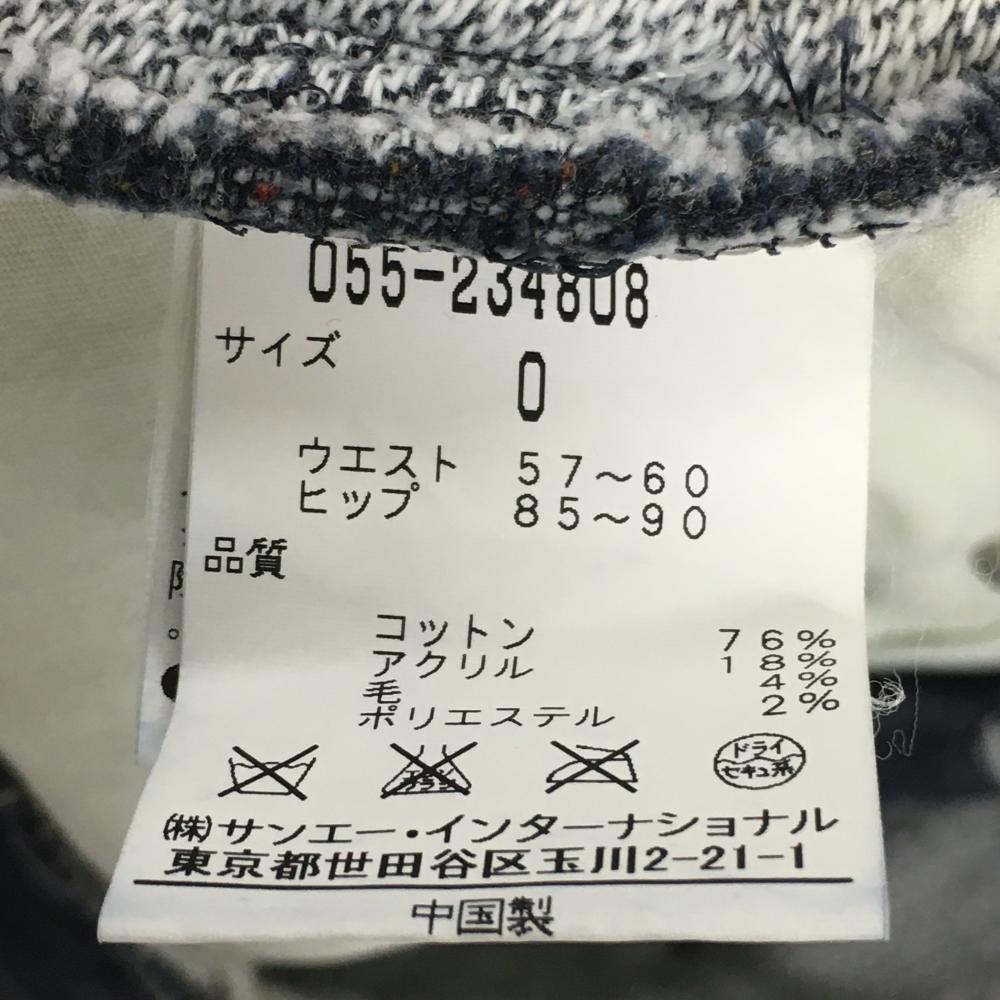 055-234808
サイズ
0
ウエスト 57～60
ヒップ 85～90
品質
コットン 76%
アクリル 18%
毛 4%
ポリエステル 2%
ドライ
セキユ系
(株)サンエー・インターナショナル
東京都世田谷区玉川2-21-1
中国製